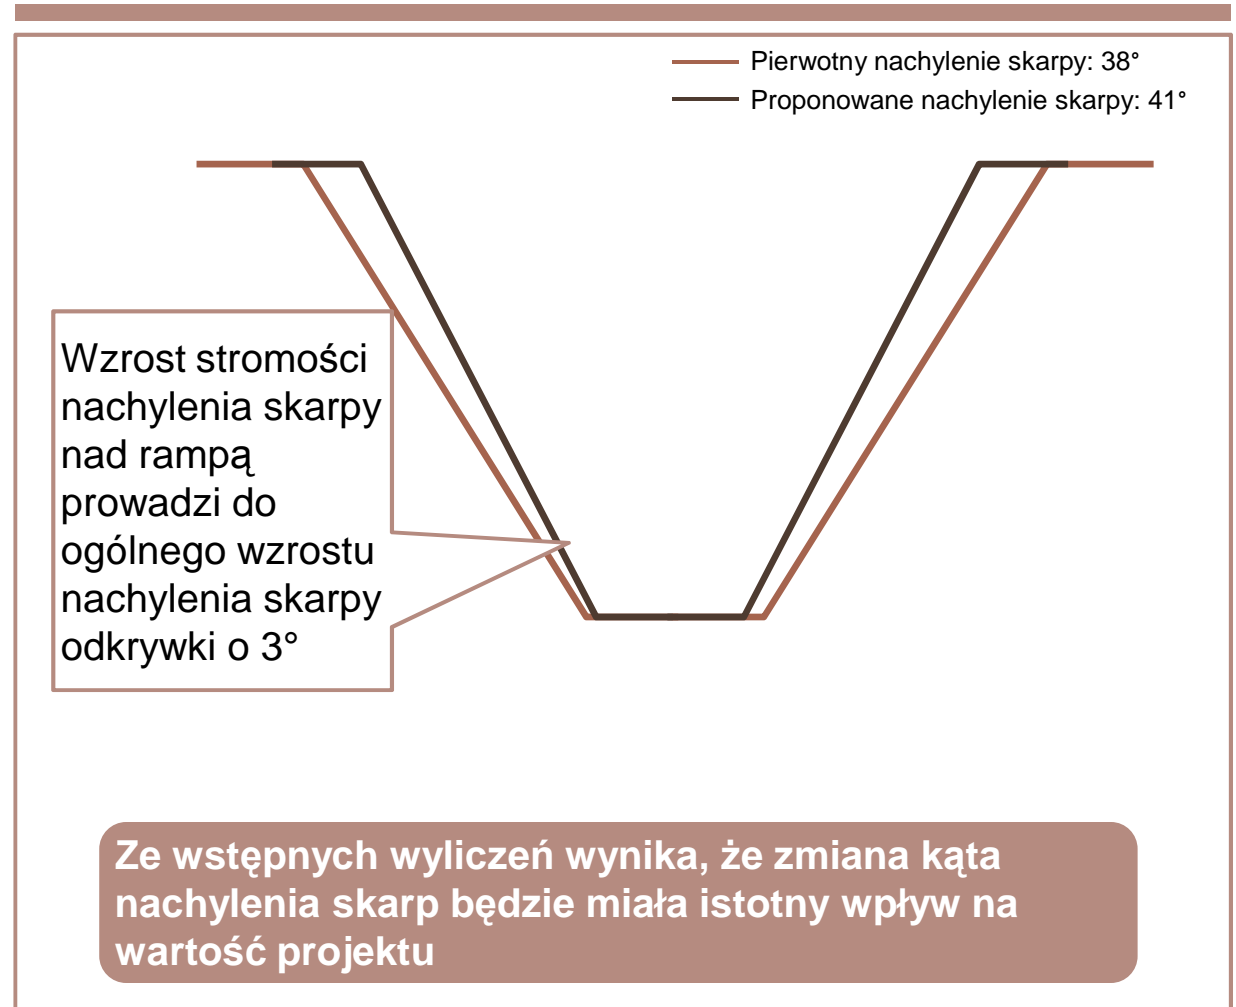 Pierwotny nachylenie skarpy: 38°
Proponowane nachylenie skarpy: 41°
Wzrost stromości
nachylenia skarpy
nad rampą
prowadzi do
ogólnego wzrostu
nachylenia skarpy
odkrywki o 3°
Ze wstępnych wyliczeń wynika, że zmiana kąta
nachylenia skarp będzie miała istotny wpływ na
wartość projektu